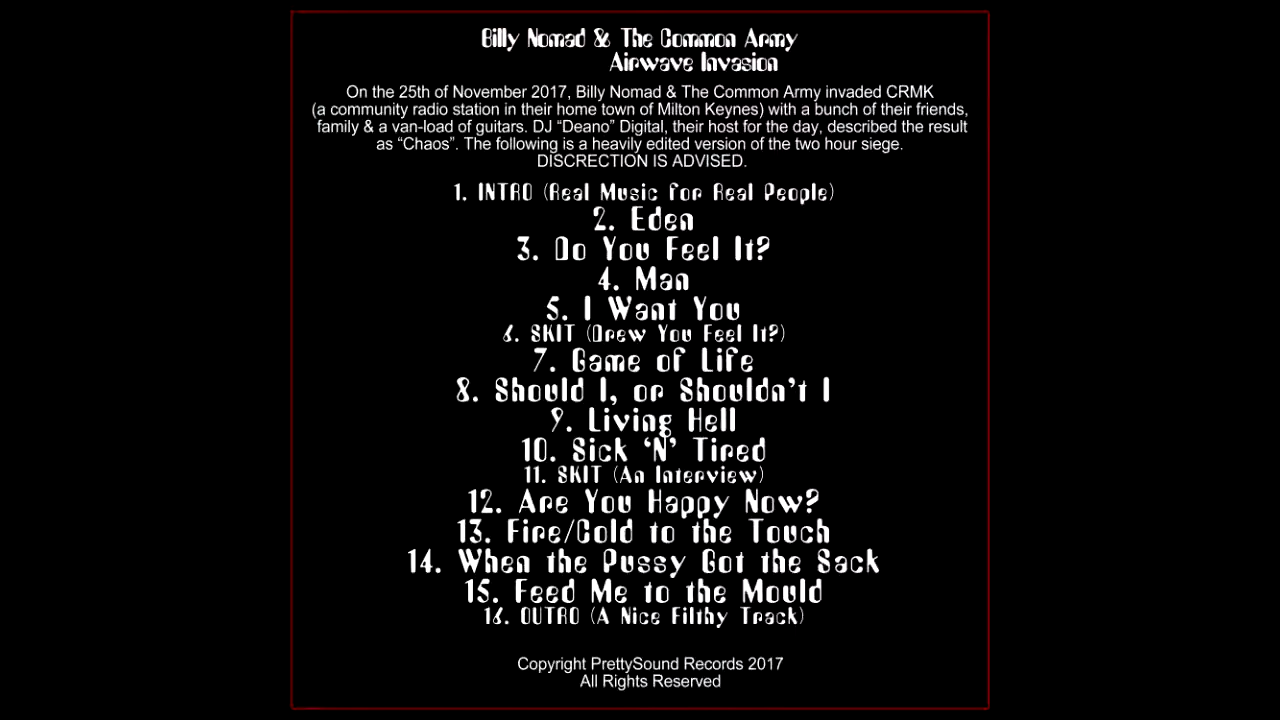 Billy Nomad & The Common Army
Airwave Invasion
On the 25th of November 2017, Billy Nomad & The Common Army invaded CRMK
(a community radio station in their home town of Milton Keynes) with a bunch of their friends,
family & a van-load of guitars. DJ “Deano” Digital, their host for the day, described the result
as “Chaos”. The following is a heavily edited version of the two hour siege.
DISCRECTION IS ADVISED.
1. INTRO (Real Music for Real People)
2. Eden
3. Do You Feel It?
4. Man
5. I Want You
6. SKIT (Drew You Feel It?)
7. Game of Life
8. Should I, or Shouldn’t I
9. Living Hell
10. Sick ‘N’ Tired
11. SKIT (An Interview)
12. Are You Happy Now?
13. Fire/Cold to the Touch
14. When the Pussy Got the Sack
15. Feed Me to the Mould
16. OUTRO (A Nice Filthy Track)
Copyright PrettySound Records 2017
All Rights Reserved